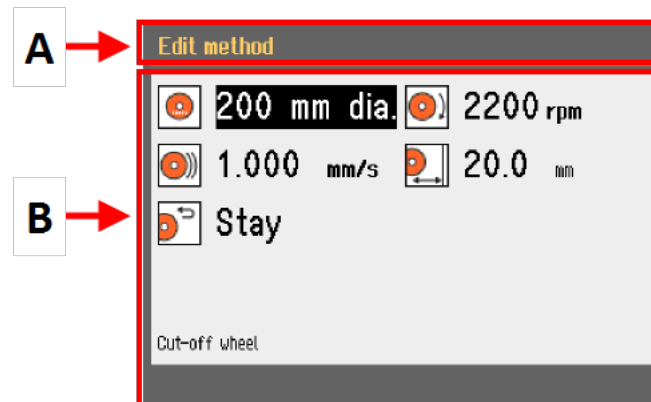 A
Edit method
200 mm dia. 2200 rpm
1.000 mm/s 20.0 mm
B
Stay
Cut-off wheel